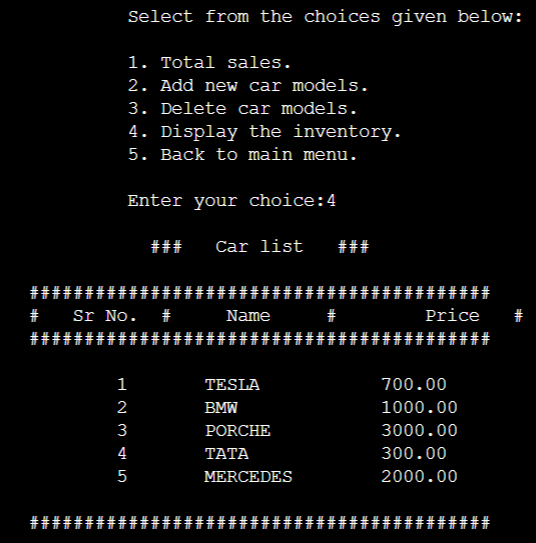 Select from the choices given below:
1. Total sales.
2. Add new car models.
3. Delete car models.
4. Display the inventory.
5. Back to main menu.
Enter your choice:4
### Car list ###
##########################################
# Sr No. # Name # Price #
##########################################
1 TESLA 700.00
2 BMW 1000.00
3 PORCHE 3000.00
4 TATA 300.00
5 MERCEDES 2000.00
##########################################